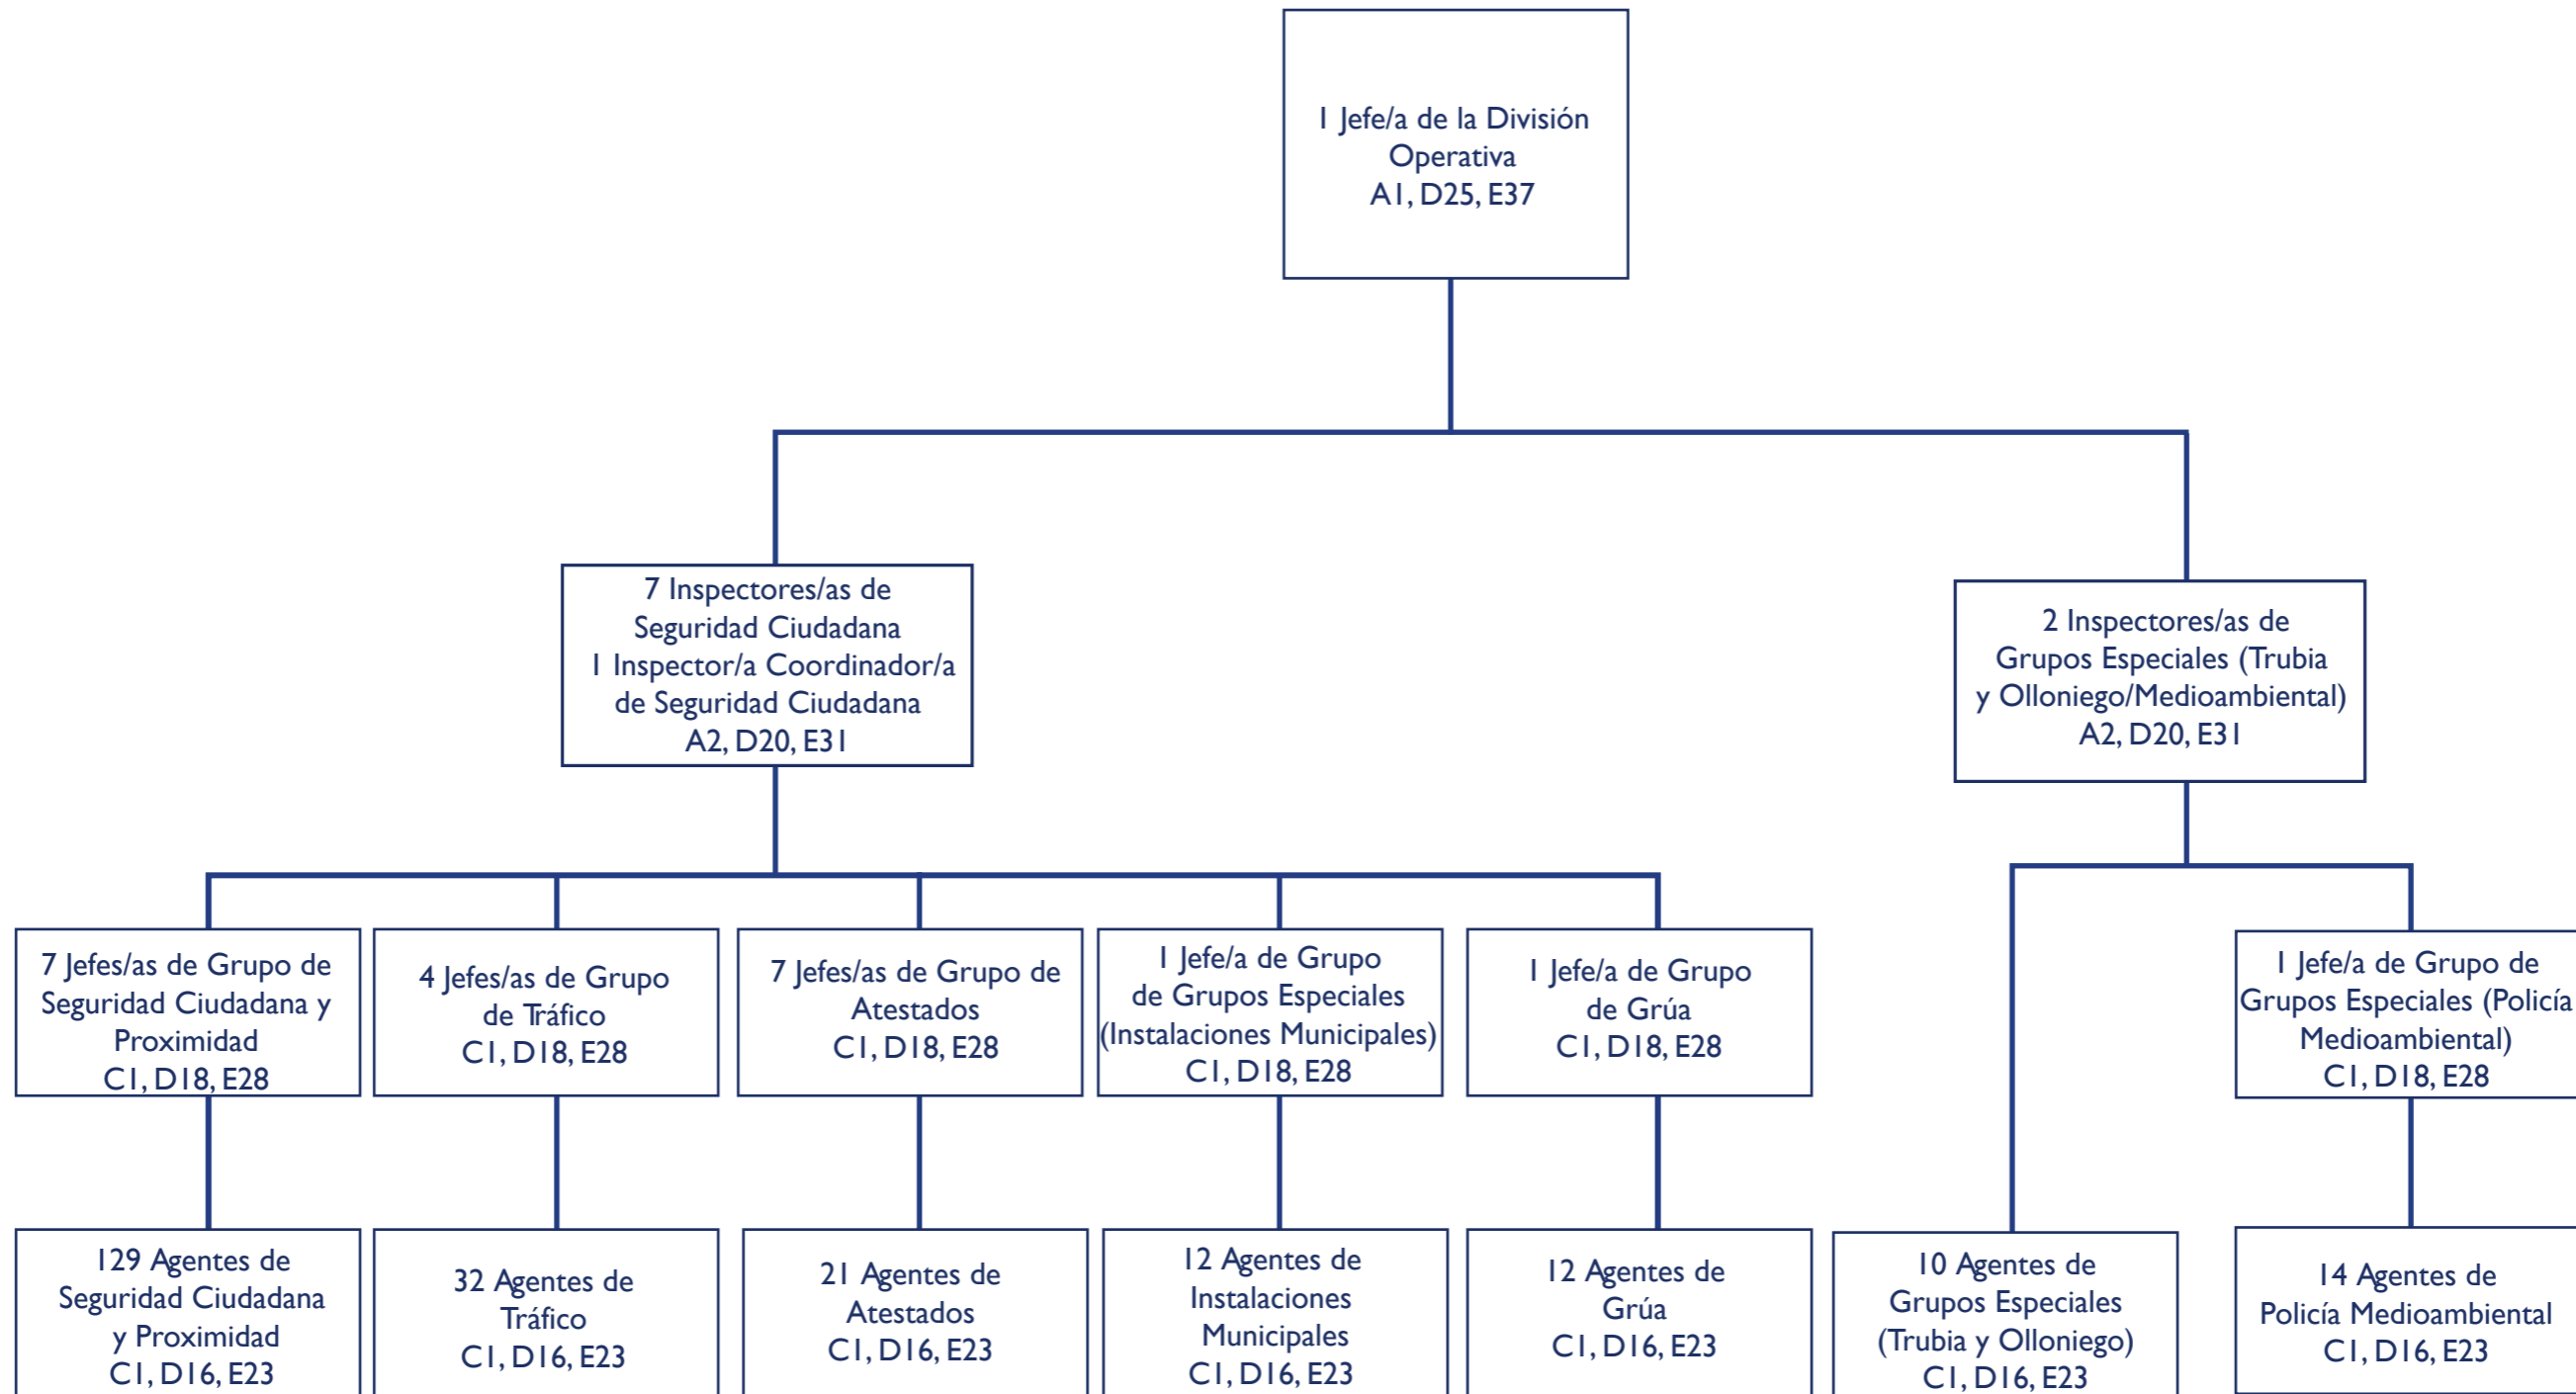 1 Jefe/a de la División
Operativa
A1, D25, E37
7 Inspectores/as de
Seguridad Ciudadana
1 Inspector/a Coordinador/a
de Seguridad Ciudadana
A2, D20, E31
2 Inspectores/as de
Grupos Especiales (Trubia
y Olloniego/Medioambiental)
A2, D20, E31
7 Jefes/as de Grupo de
Seguridad Ciudadana y
Proximidad
C1, D18, E28
4 Jefes/as de Grupo
de Tráfico
C1, D18, E28
7 Jefes/as de Grupo de
Atestados
C1, D18, E28
1 Jefe/a de Grupo
de Grupos Especiales
(Instalaciones Municipales)
C1, D18, E28
1 Jefe/a de Grupo
de Grúa
C1, D18, E28
1 Jefe/a de Grupo de
Grupos Especiales (Policía
Medioambiental)
C1, D18, E28
129 Agentes de
Seguridad Ciudadana
y Proximidad
C1, D16, E23
32 Agentes de
Tráfico
C1, D16, E23
21 Agentes de
Atestados
C1, D16, E23
12 Agentes de
Instalaciones
Municipales
C1, D16, E23
12 Agentes de
Grúa
C1, D16, E23
10 Agentes de
Grupos Especiales
(Trubia y Olloniego)
C1, D16, E23
14 Agentes de
Policía Medioambiental
C1, D16, E23